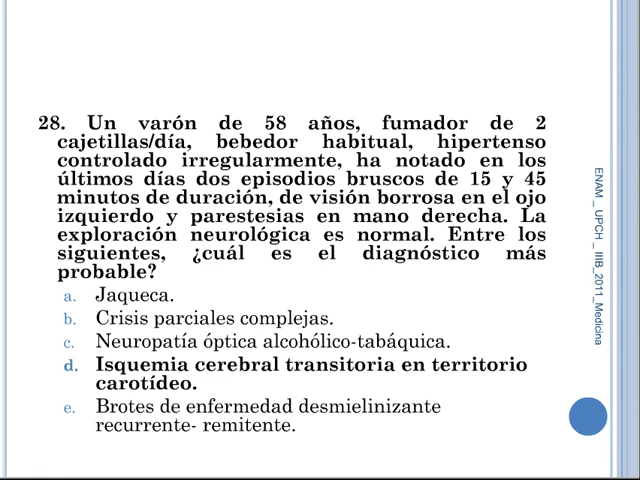 28. Un varón de 58 años, fumador de 2
cajetillas/día, bebedor habitual, hipertenso
controlado irregularmente, ha notado en los
últimos días dos episodios bruscos de 15 y 45
minutos de duración, de visión borrosa en el ojo
izquierdo y parestesias en mano derecha. La
exploración neurológica es normal. Entre los
siguientes, ¿cuál es el diagnóstico más
probable?
a. Jaqueca.
b. Crisis parciales complejas.
c. Neuropatía óptica alcohólico-tabáquica.
d. Isquemia cerebral transitoria en territorio
carotídeo.
e. Brotes de enfermedad desmielinizante
recurrente- remitente.
ENAM _ UPCH _ IIIB_2011_Medicina